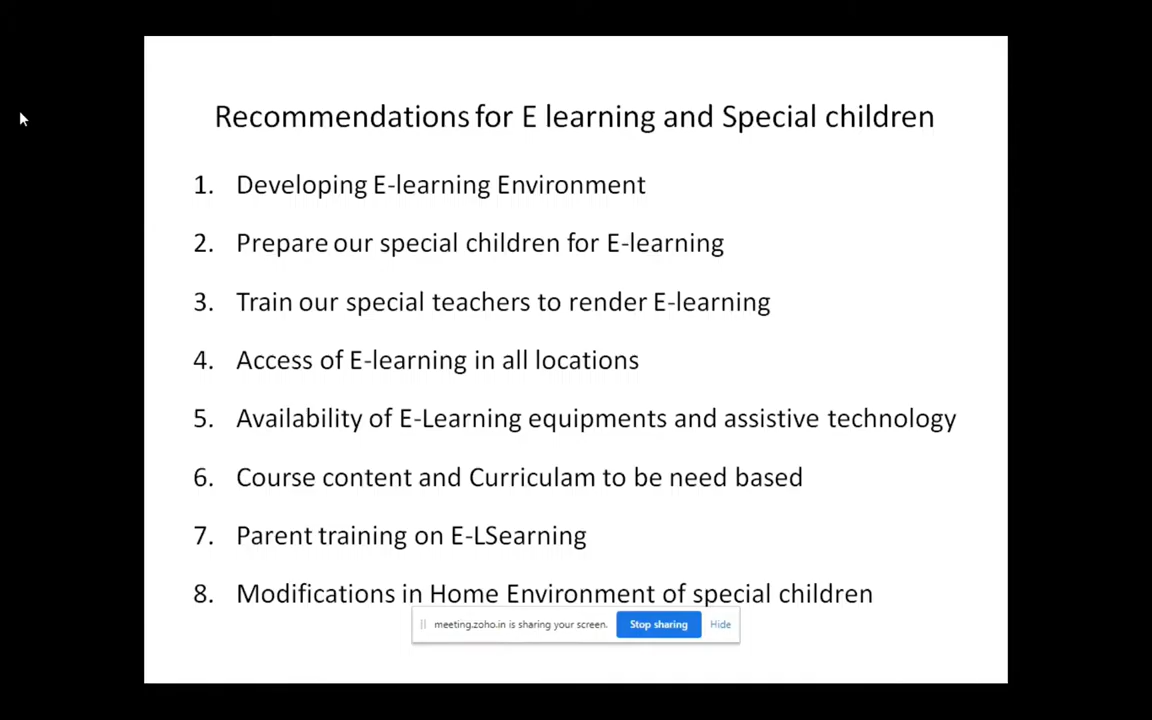 Recommendations for E learning and Special children
1. Developing E-learning Environment
2. Prepare our special children for E-learning
3. Train our special teachers to render E-learning
4. Access of E-learning in all locations
5. Availability of E-Learning equipments and assistive technology
6. Course content and Curriculam to be need based
7. Parent training on E-LSearning
8. Modifications in Home Environment of special children
meeting.zoho.in is sharing your screen. Stop sharing Hide